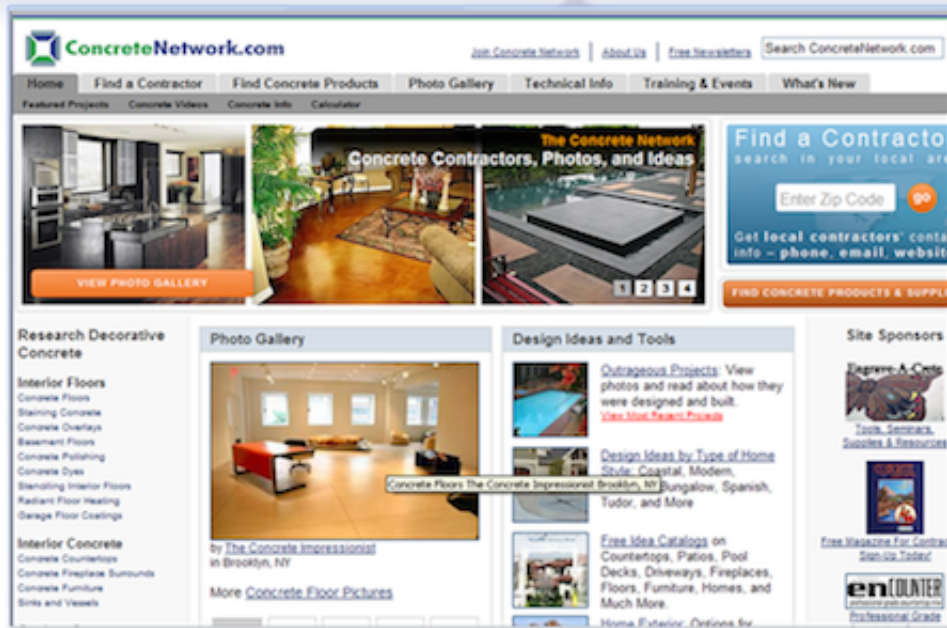 ConcreteNetwork.com
Join Concrete Network | About Us | Free Newsletters
Search ConcreteNetwork.com
Home Find a Contractor Find Concrete Products Photo Gallery Technical Info Training & Events What's New
Featured Projects Concrete Videos Concrete Info Calculator
The Concrete Network
Concrete Contractors, Photos, and Ideas
VIEW PHOTO GALLERY
1 2 3 4
Find a Contracto
search in your local
Enter Zip Code go
Get local contractors' conta
info – phone, email, websit
FIND CONCRETE PRODUCTS & SUPPL
Research Decorative
Concrete
Interior Floors
Concrete Floors
Staining Concrete
Concrete Overlays
Basement Floors
Concrete Polishing
Concrete Dyes
Stenciling Interior Floors
Radiant Floor Heating
Garage Floor Coatings
Interior Concrete
Concrete Countertops
Concrete Fireplace Surrounds
Concrete Furniture
Sinks and Vessels
Photo Gallery
Concrete Floors The Concrete Impressionist Brooklyn, NY
by The Concrete Impressionist
in Brooklyn, NY
More Concrete Floor Pictures
Design Ideas and Tools
Outrageous Projects: View
photos and read about how they
were designed and built.
View Most Recent Projects
Design Ideas by Type of Home
Style: Coastal, Modern,
Bungalow, Spanish,
Tudor, and More
Free Idea Catalogs on
Countertops, Patios, Pool
Decks, Driveways, Fireplaces,
Floors, Furniture, Homes, and
Much More.
Home Exterior: Options for
Site Sponsors
Engrave-A-Crete
Tools, Seminars,
Supplies & Resources
Free Magazine For Contrac
Sign-Up Today!
enCOUNTER
Professional Grade